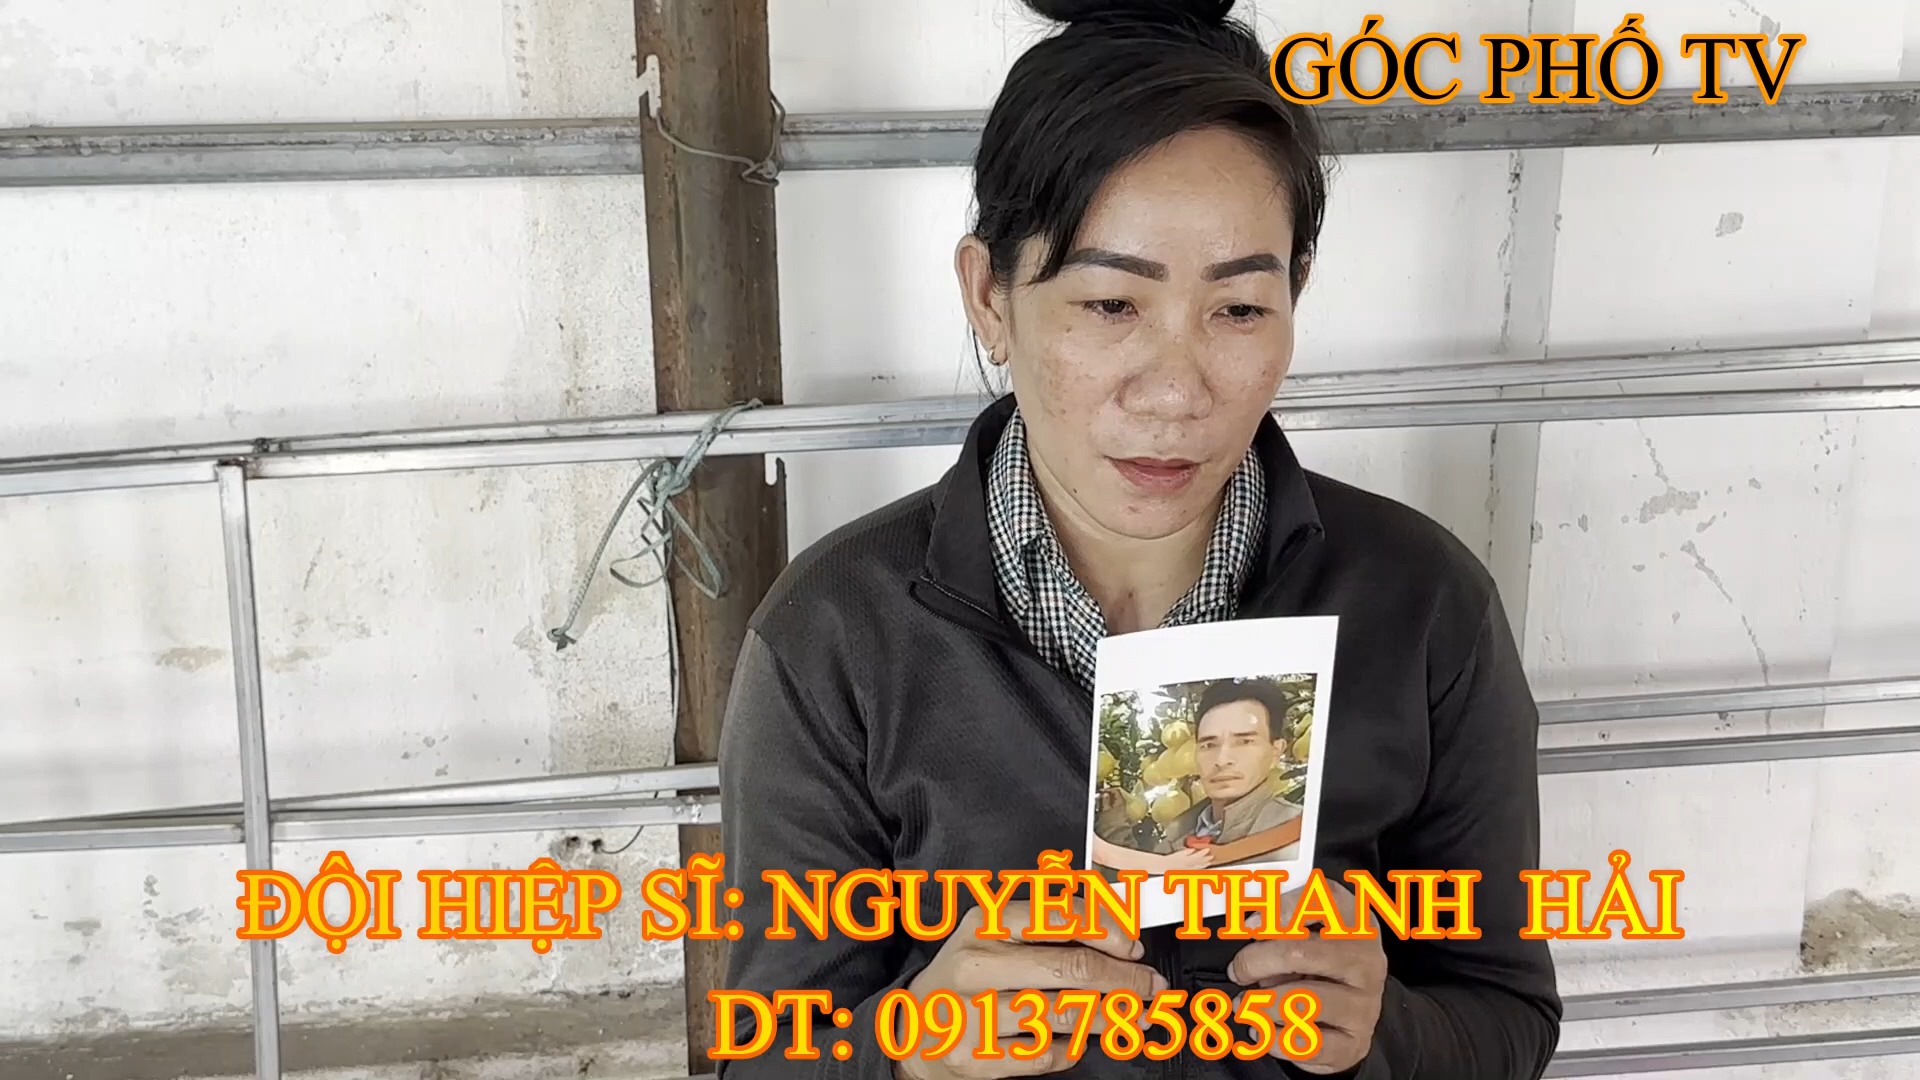 GÓC PHỐ TV
ĐỘI HIỆP SĨ: NGUYỄN THANH HẢI
DT: 0913785858